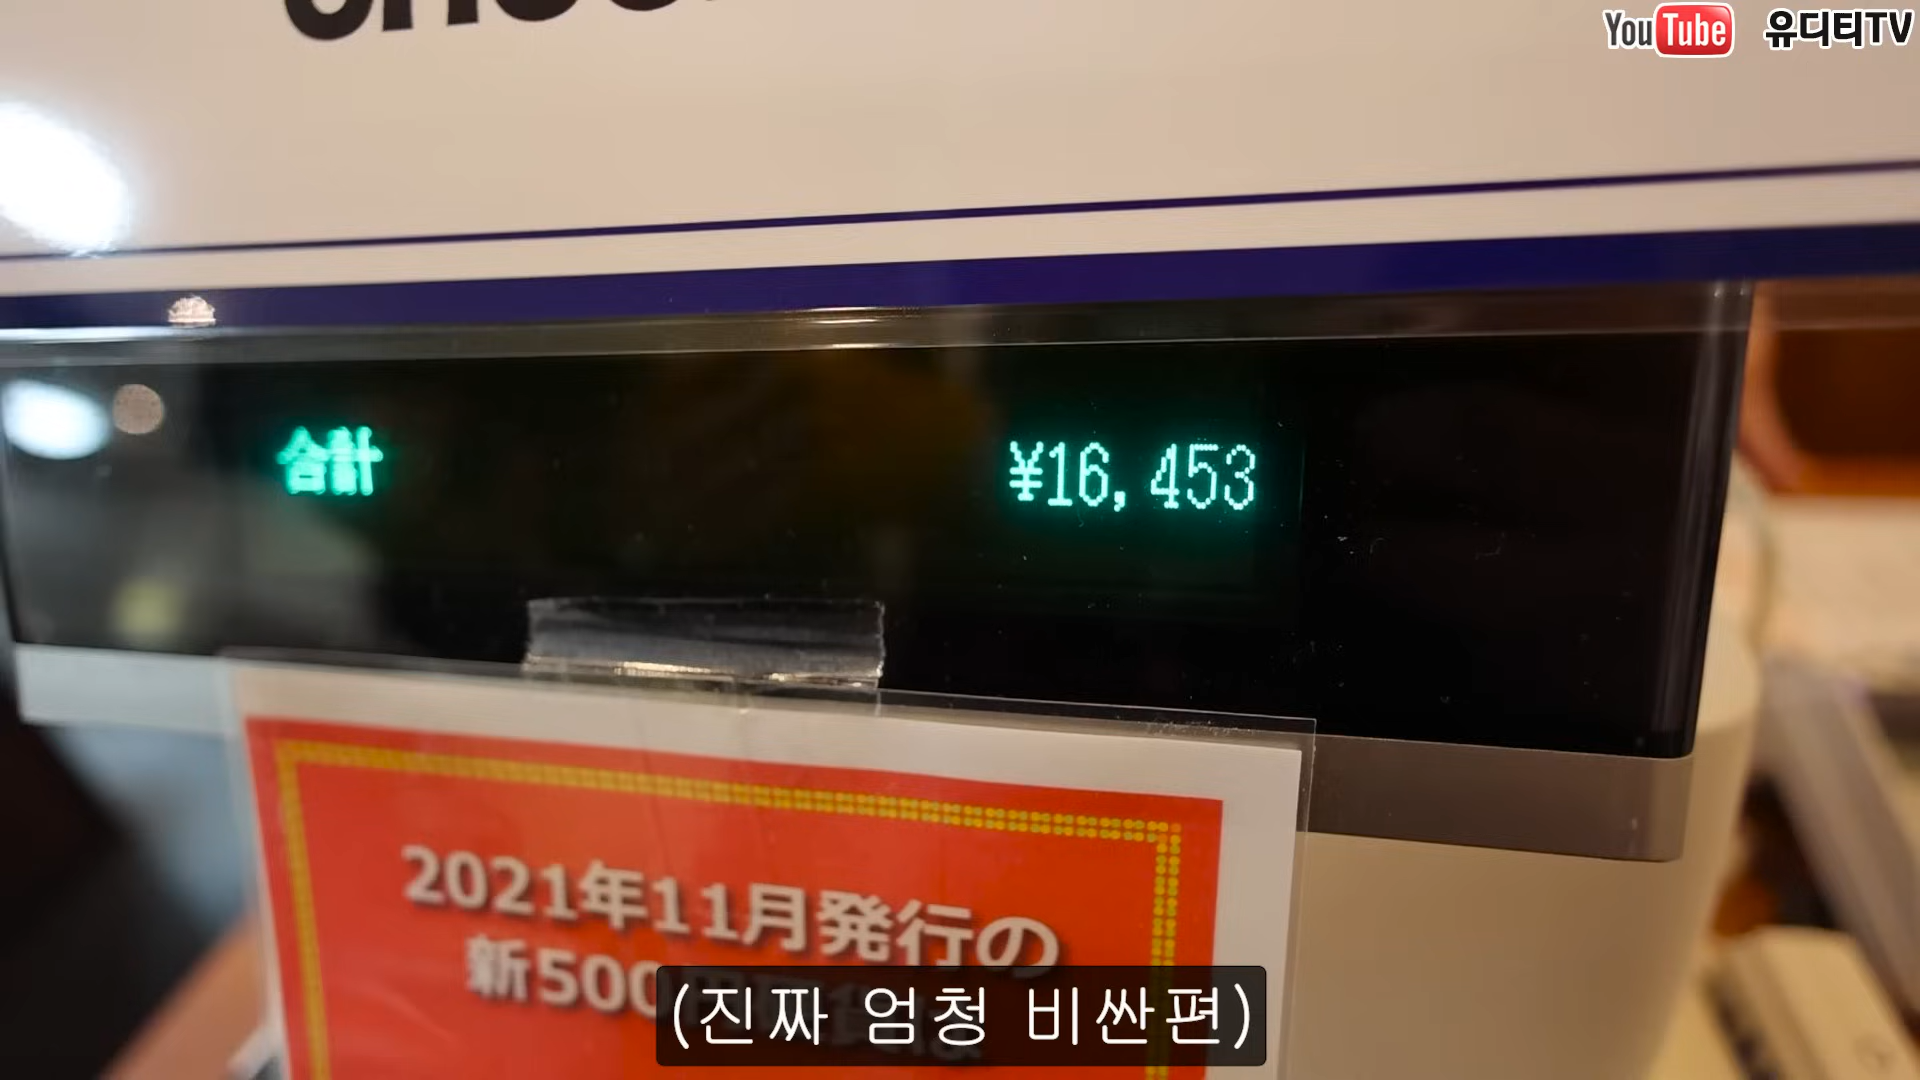 YouTube 유디티TV
合計 ¥16,453
2021年11月発行の
新500
(진짜 엄청 비싼편)